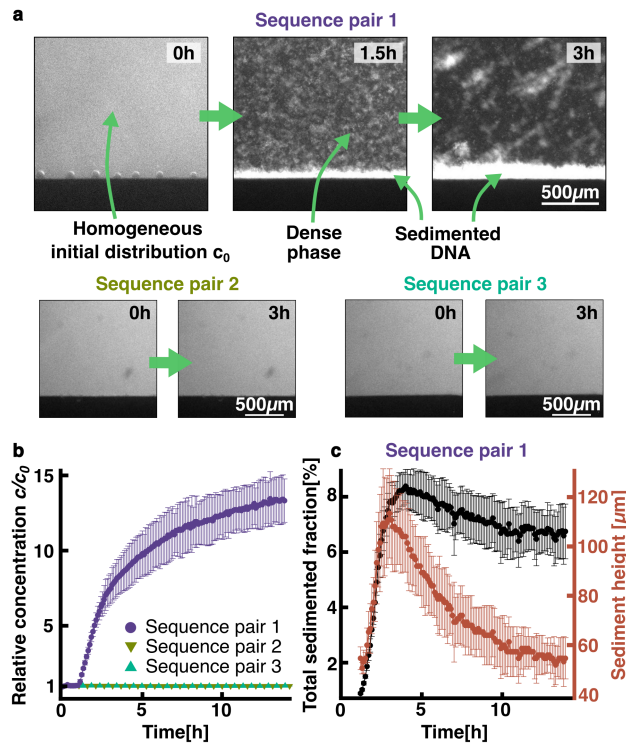 a
Sequence pair 1
0h
1.5h
3h
500µm
Homogeneous
initial distribution c₀
Dense
phase
Sedimented
DNA
Sequence pair 2
Sequence pair 3
0h
3h
500µm
0h
3h
500µm
b
Relative concentration c/c₀
15
10
5
1
0
5
10
Time[h]
Sequence pair 1
Sequence pair 2
Sequence pair 3
c
Sequence pair 1
Total sedimented fraction[%]
8
6
4
2
0
5
10
Time[h]
120
100
80
60
40
Sediment height [µm]